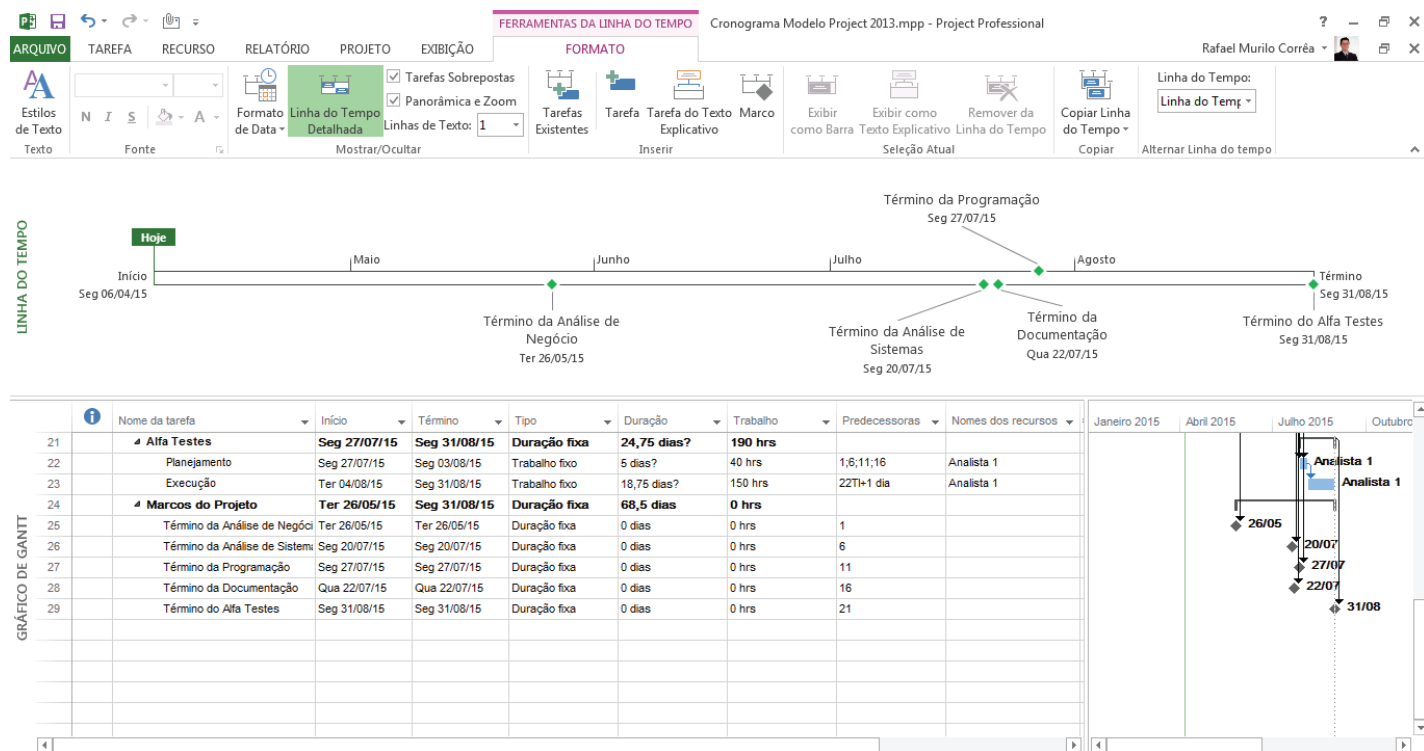 FERRAMENTAS DA LINHA DO TEMPO
Cronograma Modelo Project 2013.mpp - Project Professional
ARQUIVO TAREFA RECURSO RELATÓRIO PROJETO EXIBIÇÃO FORMATO
Rafael Murilo Corrêa
Estilos de Texto
N I S A
Formato de Data
Linha do Tempo Detalhada
Tarefas Sobrepostas
Panorâmica e Zoom
Linhas de Texto: 1
Tarefas Existentes
Tarefa
Tarefa do Texto Explicativo
Marco
Exibir como Barra
Exibir como Texto Explicativo
Remover da Linha do Tempo
Copiar Linha do Tempo
Linha do Tempo:
Linha do Temp
Texto Fonte Mostrar/Ocultar Inserir Seleção Atual Copiar Alternar Linha do tempo
LINHA DO TEMPO
Término da Programação
Seg 27/07/15
Hoje
Maio Junho Julho Agosto
Início
Seg 06/04/15
Término
Seg 31/08/15
Término da Análise de
Negócio
Ter 26/05/15
Término da Análise de
Sistemas
Seg 20/07/15
Término da
Documentação
Qua 22/07/15
Término do Alfa Testes
Seg 31/08/15
GRÁFICO DE GANTT
Nome da tarefa Início Término Tipo Duração Trabalho Predecessoras Nomes dos recursos
21 Alfa Testes Seg 27/07/15 Seg 31/08/15 Duração fixa 24,75 dias? 190 hrs
22 Planejamento Seg 27/07/15 Seg 03/08/15 Trabalho fixo 5 dias? 40 hrs 1;6;11;16 Analista 1
23 Execução Ter 04/08/15 Seg 31/08/15 Trabalho fixo 18,75 dias? 150 hrs 22TI+1 dia Analista 1
24 Marcos do Projeto Ter 26/05/15 Seg 31/08/15 Duração fixa 68,5 dias 0 hrs
25 Término da Análise de Negóci Ter 26/05/15 Ter 26/05/15 Duração fixa 0 dias 0 hrs 1
26 Término da Análise de Sistema Seg 20/07/15 Seg 20/07/15 Duração fixa 0 dias 0 hrs 6
27 Término da Programação Seg 27/07/15 Seg 27/07/15 Duração fixa 0 dias 0 hrs 11
28 Término da Documentação Qua 22/07/15 Qua 22/07/15 Duração fixa 0 dias 0 hrs 16
29 Término do Alfa Testes Seg 31/08/15 Seg 31/08/15 Duração fixa 0 dias 0 hrs 21
Janeiro 2015 Abril 2015 Julho 2015 Outubro
Analista 1
Analista 1
26/05
20/07
27/07
22/07
31/08